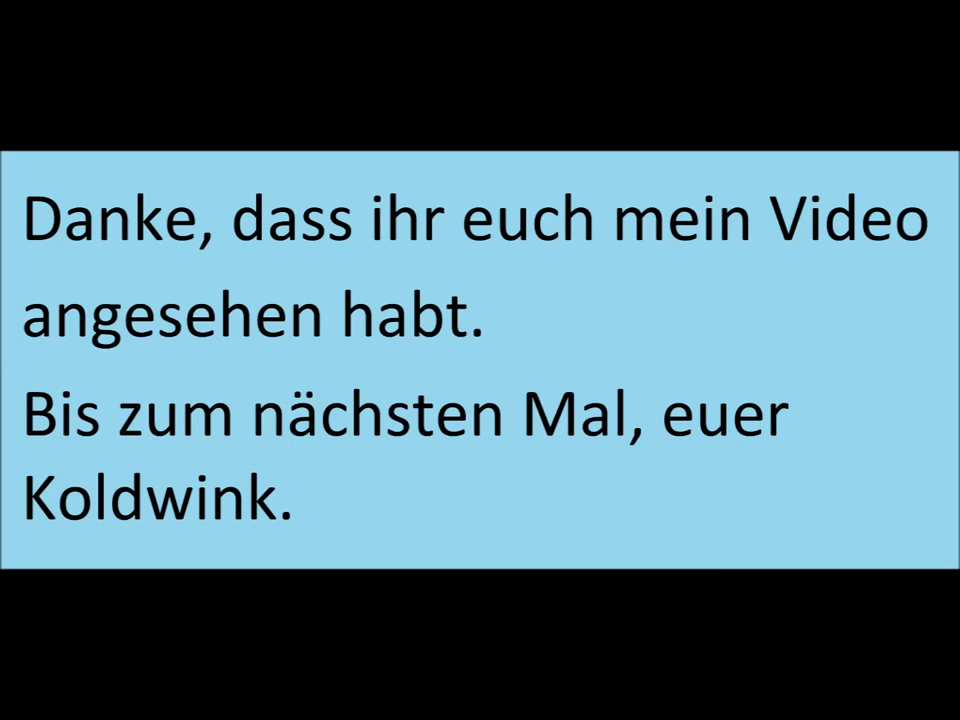 Danke, dass ihr euch mein Video
angesehen habt.
Bis zum nächsten Mal, euer
Koldwink.